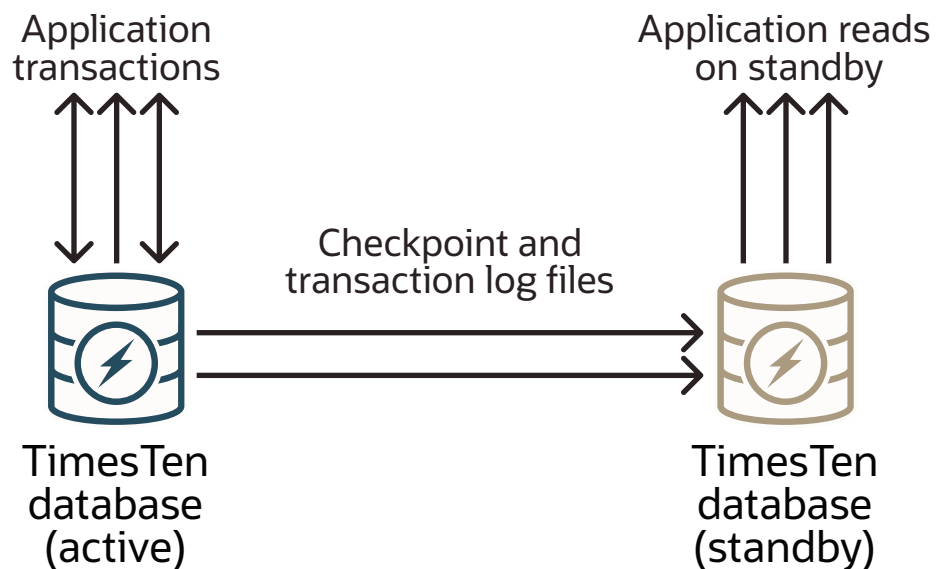 Application
transactions
Application reads
on standby
Checkpoint and
transaction log files
TimesTen
database
(active)
TimesTen
database
(standby)